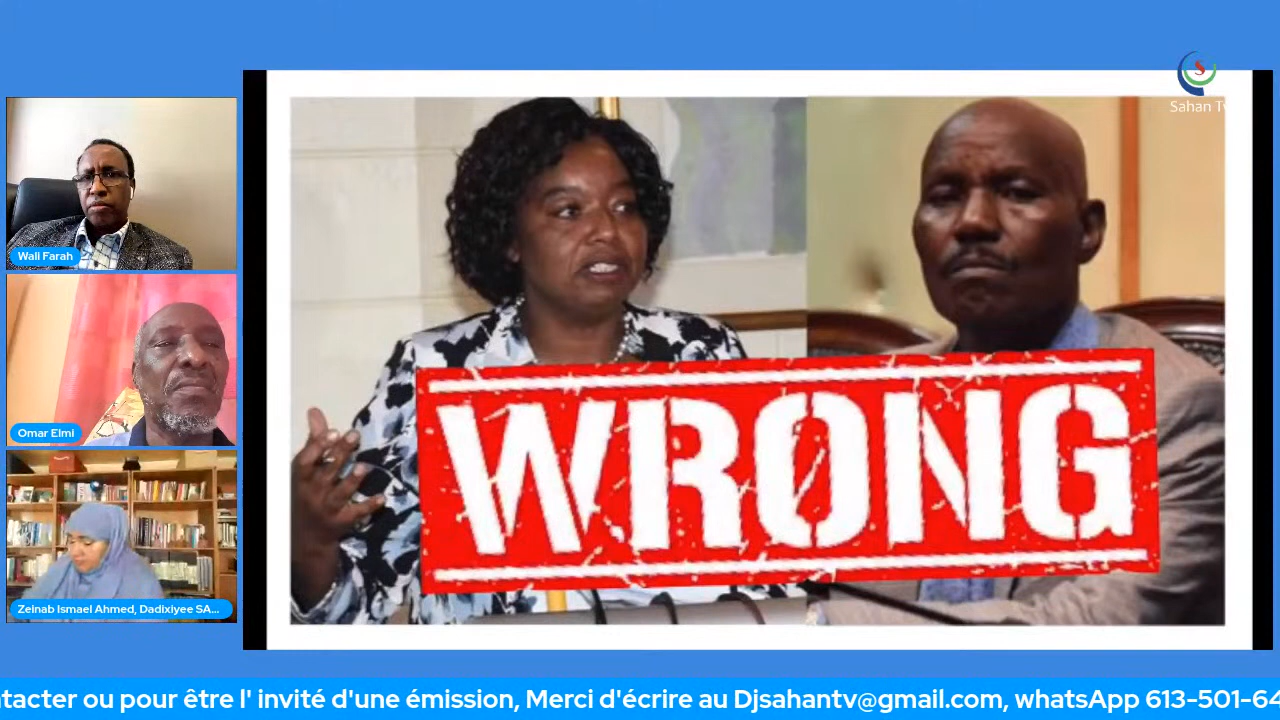 Sahan Tv
Wali Farah
Omar Elmi
Zeinab Ismael Ahmed, Dadixiyee SA...
WRONG
ntacter ou pour être l' invité d'une émission, Merci d'écrire au Djsahantv@gmail.com, whatsApp 613-501-64